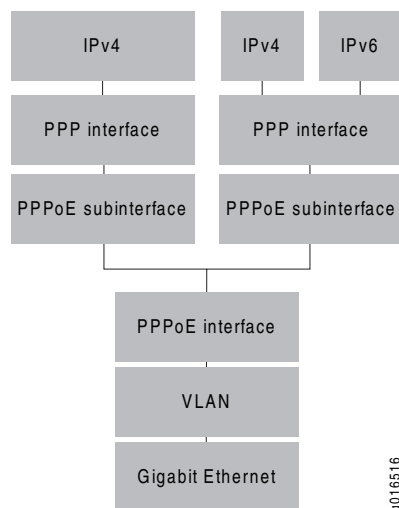 IPv4
IPv4
IPv6
PPP interface
PPP interface
PPPoE subinterface
PPPoE subinterface
PPPoE interface
VLAN
Gigabit Ethernet
g016516